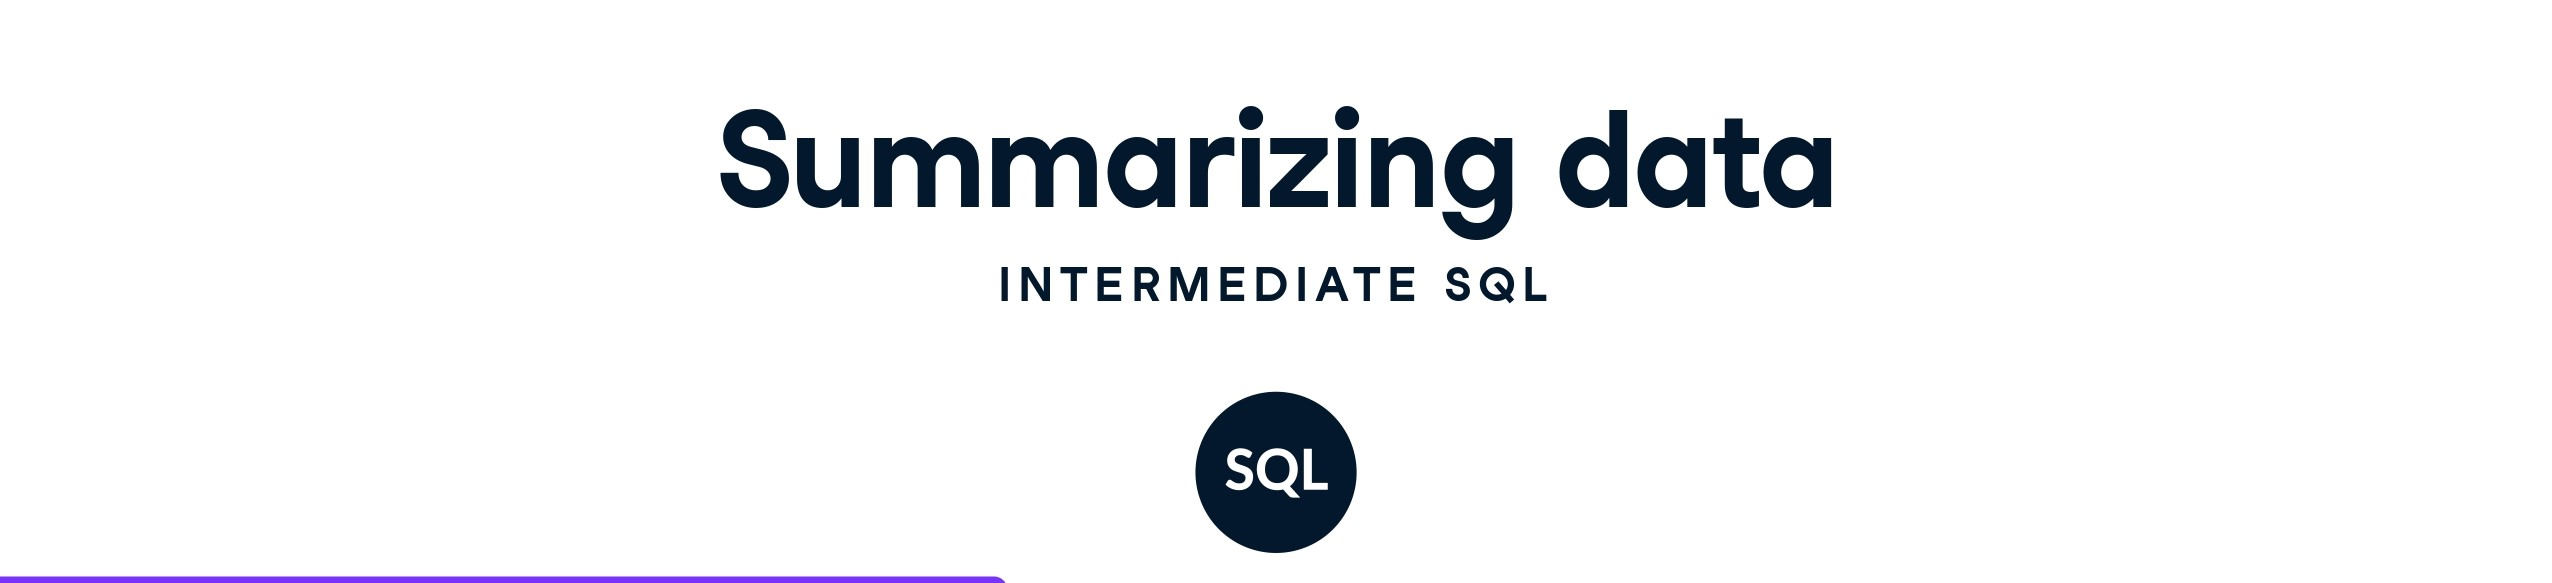 Summarizing data
INTERMEDIATE SQL
SQL